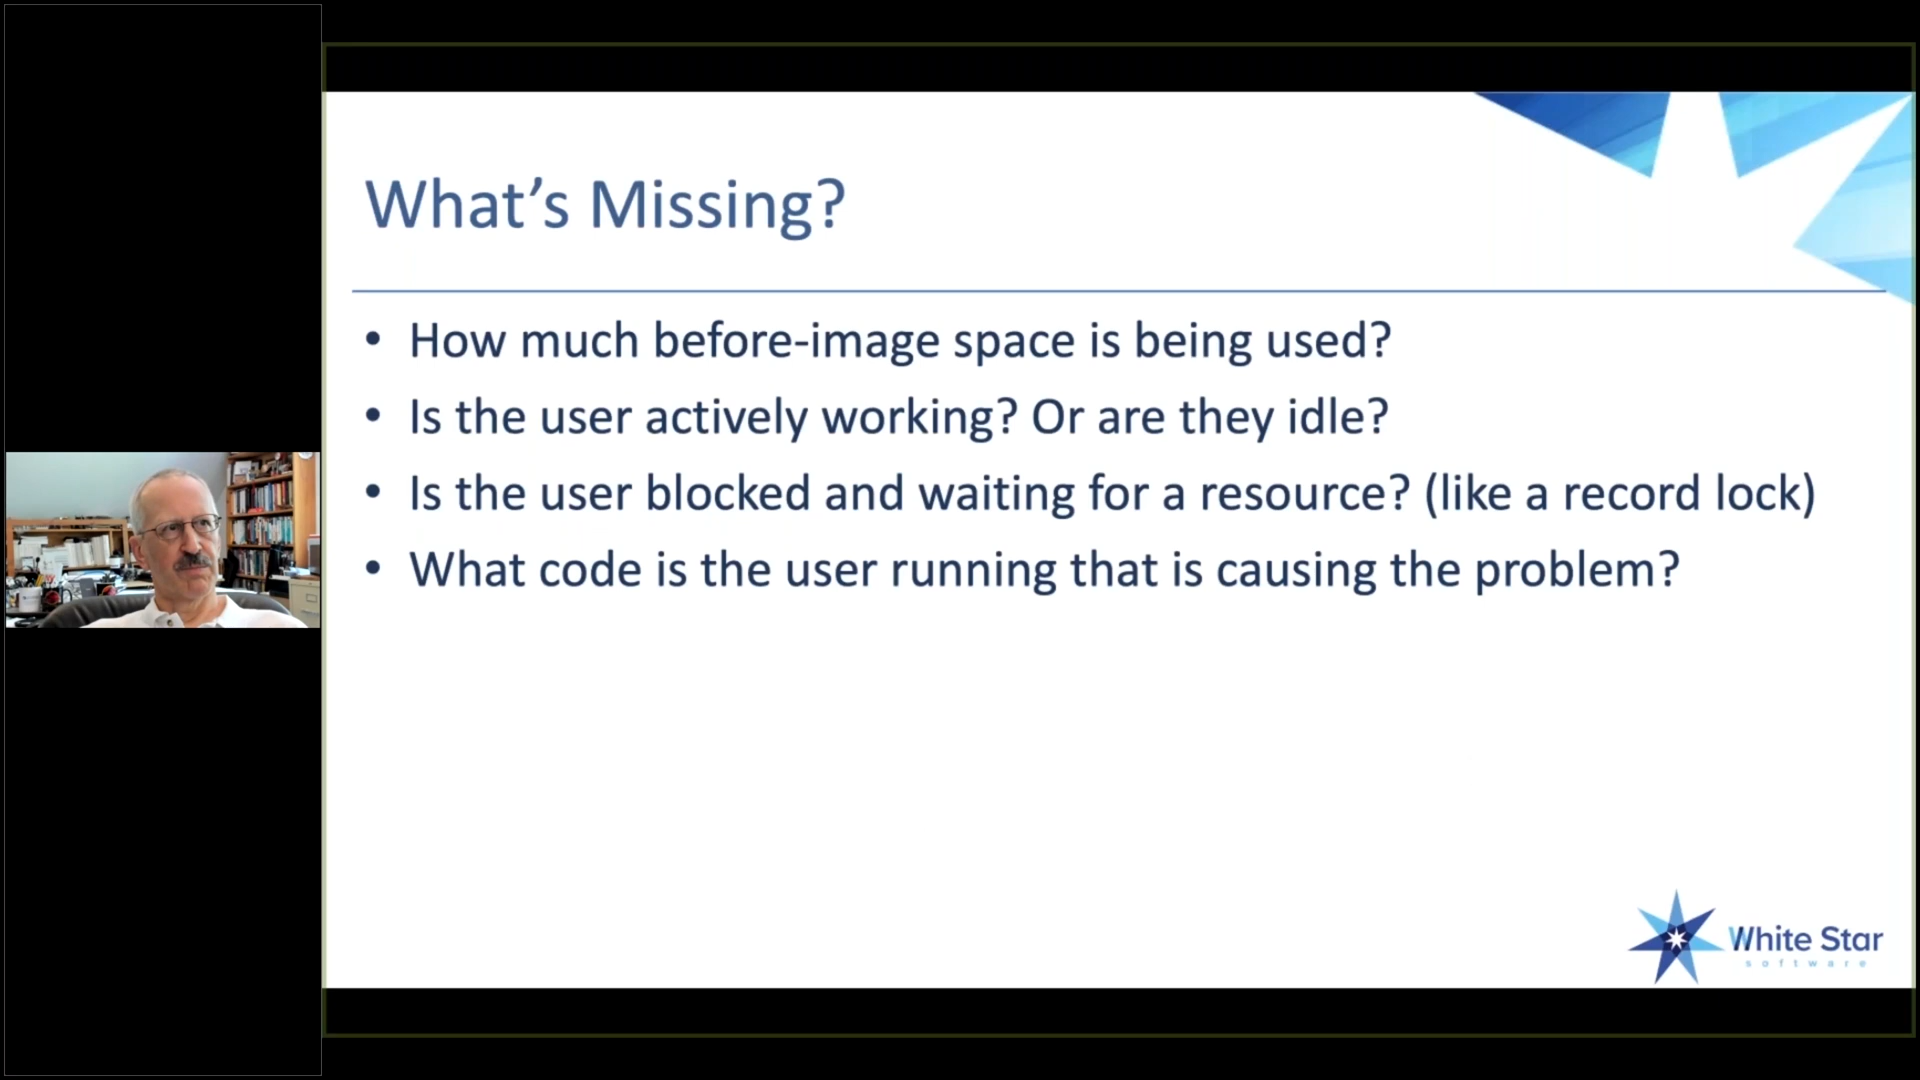 What’s Missing?
• How much before-image space is being used?
• Is the user actively working? Or are they idle?
• Is the user blocked and waiting for a resource? (like a record lock)
• What code is the user running that is causing the problem?
White Star
software